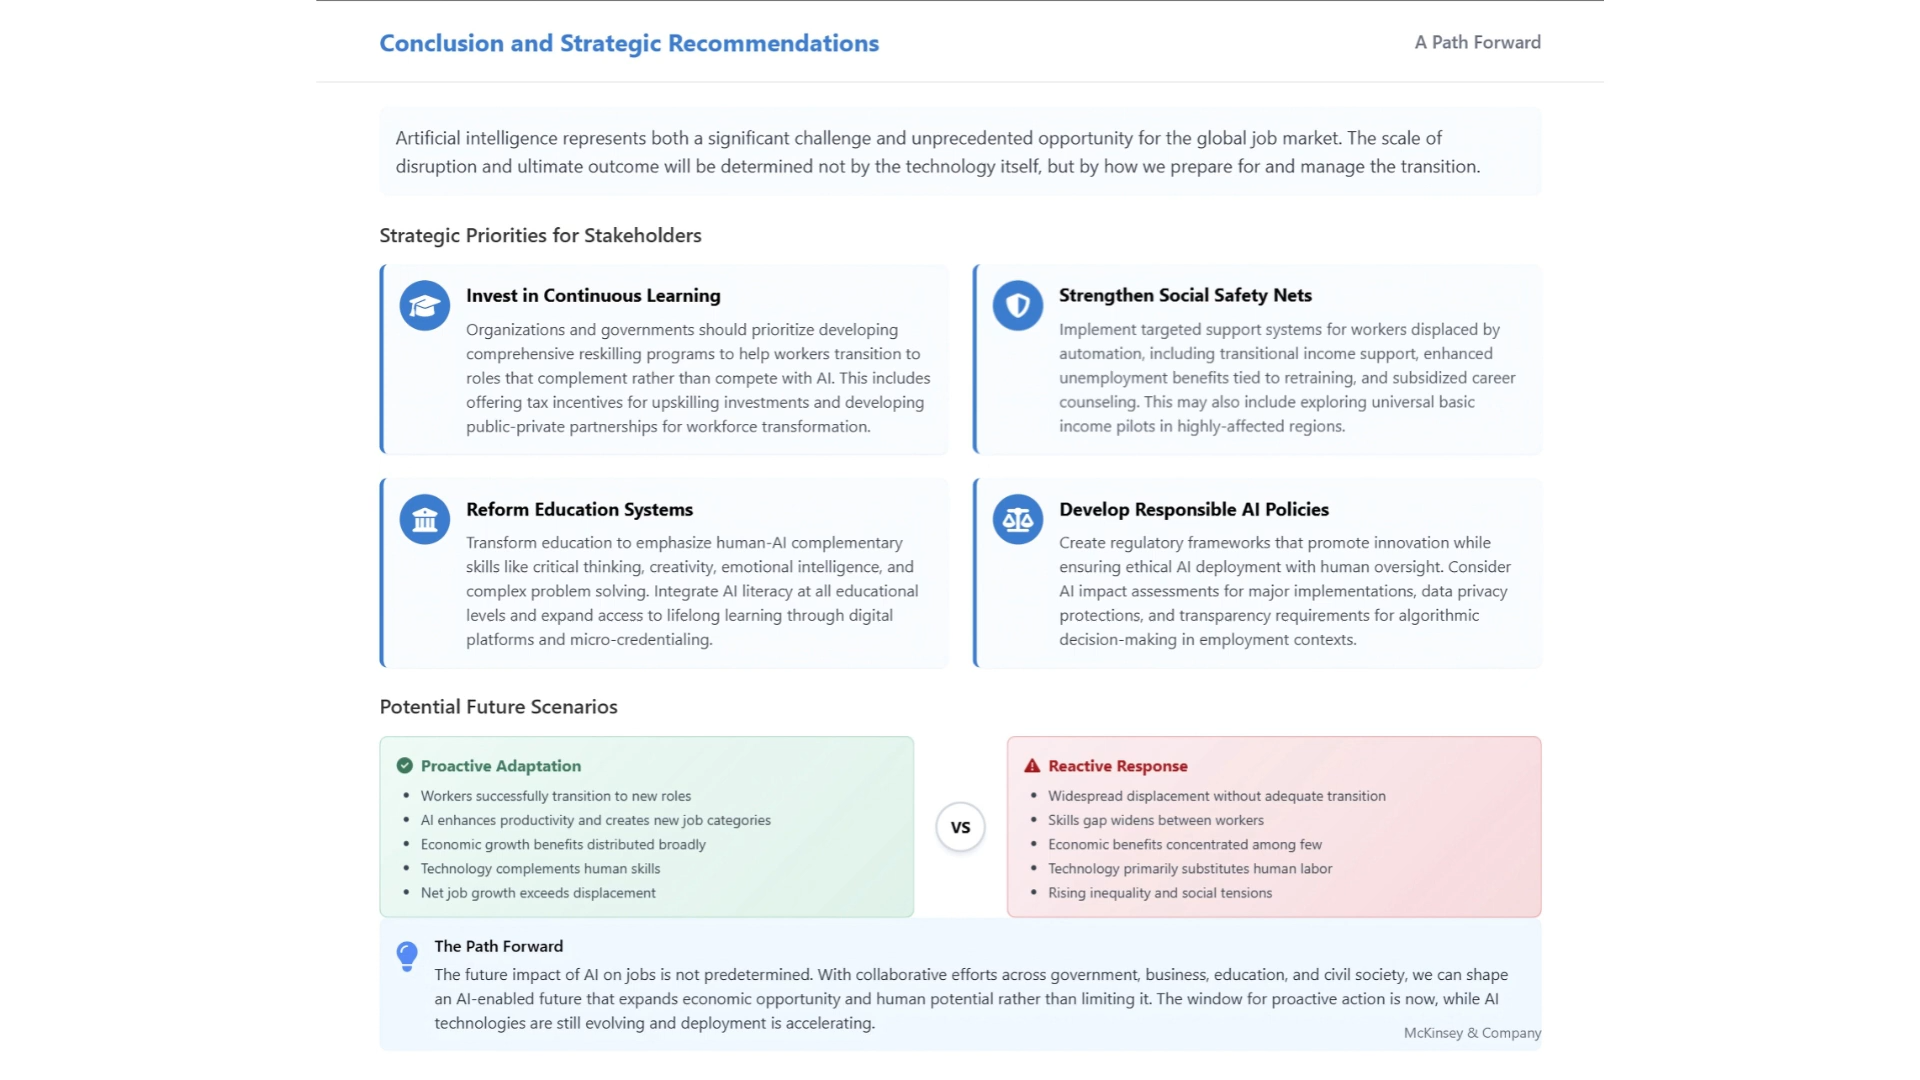 Conclusion and Strategic Recommendations
A Path Forward
Artificial intelligence represents both a significant challenge and unprecedented opportunity for the global job market. The scale of
disruption and ultimate outcome will be determined not by the technology itself, but by how we prepare for and manage the transition.
Strategic Priorities for Stakeholders
Invest in Continuous Learning
Organizations and governments should prioritize developing
comprehensive reskilling programs to help workers transition to
roles that complement rather than compete with AI. This includes
offering tax incentives for upskilling investments and developing
public-private partnerships for workforce transformation.
Strengthen Social Safety Nets
Implement targeted support systems for workers displaced by
automation, including transitional income support, enhanced
unemployment benefits tied to retraining, and subsidized career
counseling. This may also include exploring universal basic
income pilots in highly-affected regions.
Reform Education Systems
Transform education to emphasize human-AI complementary
skills like critical thinking, creativity, emotional intelligence, and
complex problem solving. Integrate AI literacy at all educational
levels and expand access to lifelong learning through digital
platforms and micro-credentialing.
Develop Responsible AI Policies
Create regulatory frameworks that promote innovation while
ensuring ethical AI deployment with human oversight. Consider
AI impact assessments for major implementations, data privacy
protections, and transparency requirements for algorithmic
decision-making in employment contexts.
Potential Future Scenarios
Proactive Adaptation
• Workers successfully transition to new roles
• AI enhances productivity and creates new job categories
• Economic growth benefits distributed broadly
• Technology complements human skills
• Net job growth exceeds displacement
VS
Reactive Response
• Widespread displacement without adequate transition
• Skills gap widens between workers
• Economic benefits concentrated among few
• Technology primarily substitutes human labor
• Rising inequality and social tensions
The Path Forward
The future impact of AI on jobs is not predetermined. With collaborative efforts across government, business, education, and civil society, we can shape
an AI-enabled future that expands economic opportunity and human potential rather than limiting it. The window for proactive action is now, while AI
technologies are still evolving and deployment is accelerating.
McKinsey & Company